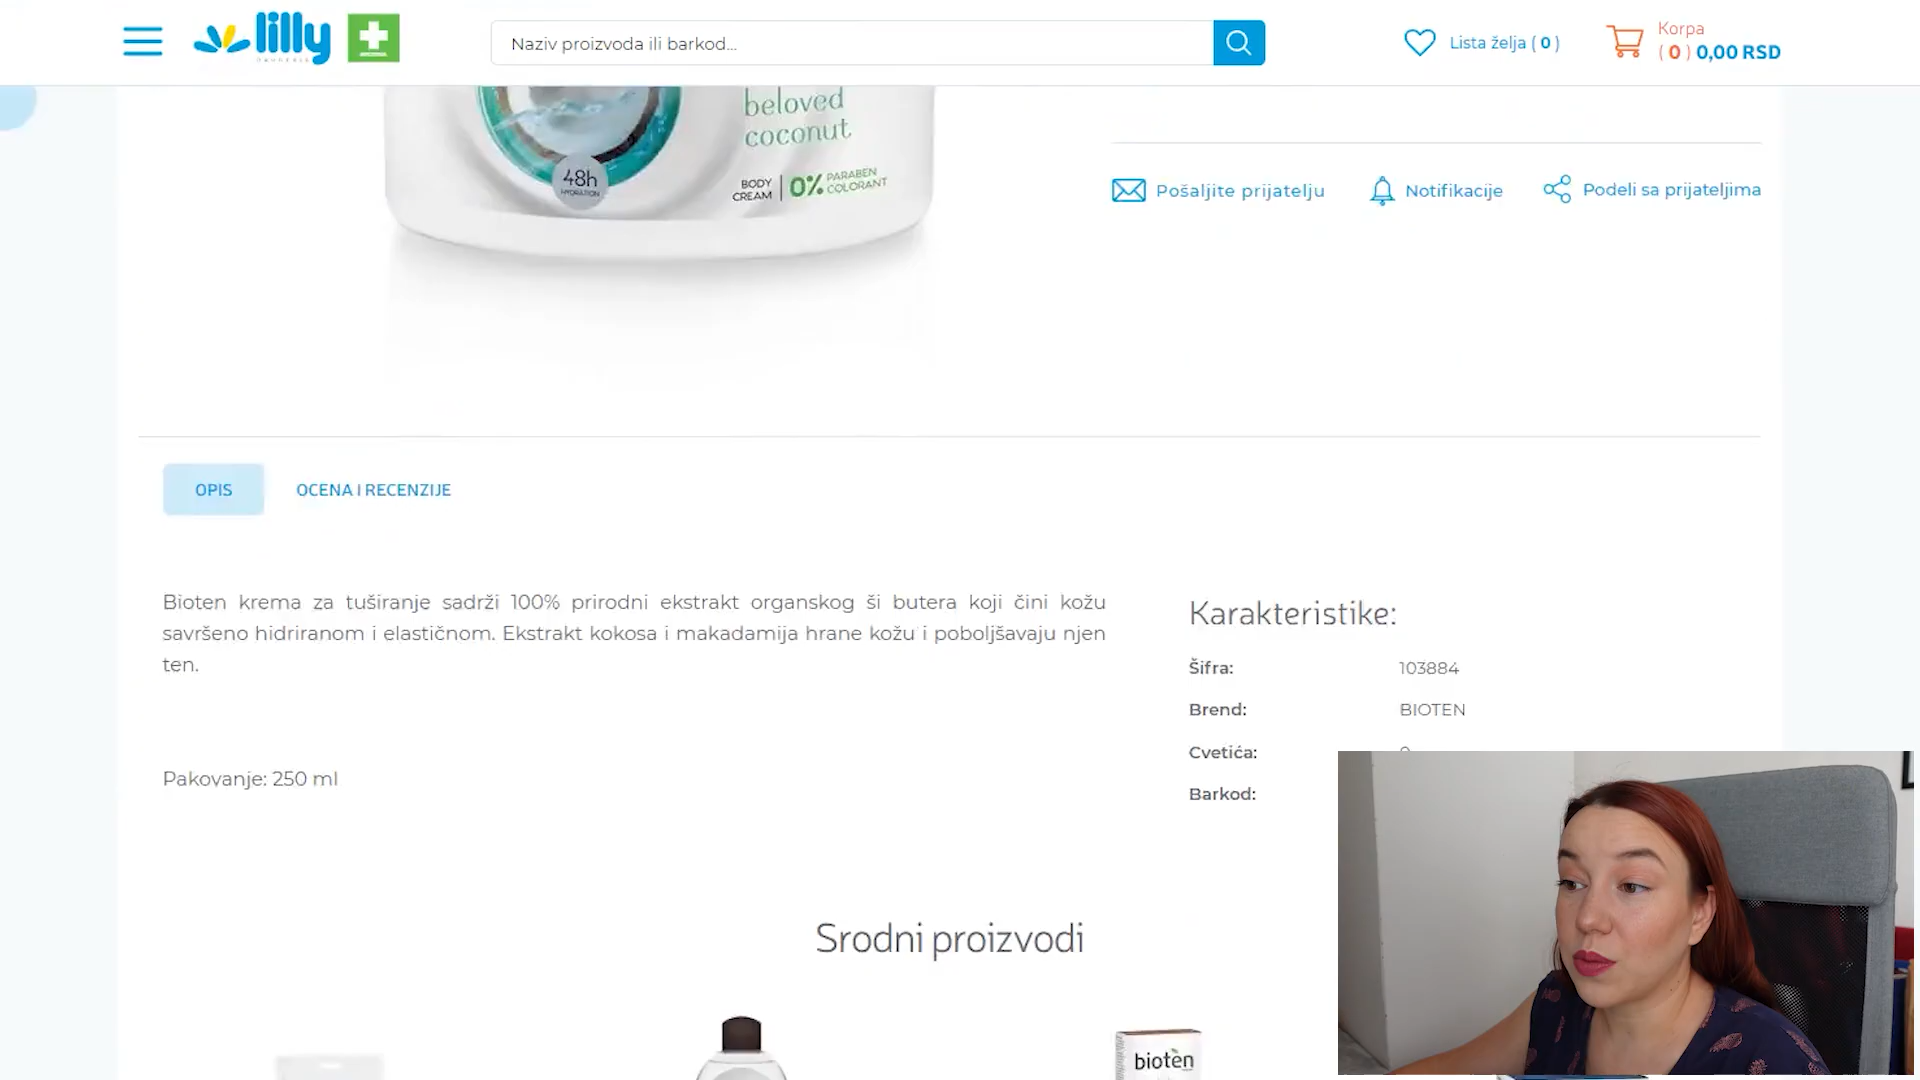 lilly
Naziv proizvoda ili barkod...
Lista želja ( 0 )
Korpa
( 0 ) 0,00 RSD
beloved
coconut
48h
HYDRATION
BODY
CREAM
0%
PARABEN
COLORANT
Pošaljite prijatelju
Notifikacije
Podeli sa prijateljima
OPIS
OCENA I RECENZIJE
Bioten krema za tuširanje sadrži 100% prirodni ekstrakt organskog ši butera koji čini kožu
savršeno hidriranom i elastičnom. Ekstrakt kokosa i makadamija hrane kožu i poboljšavaju njen
ten.
Pakovanje: 250 ml
Karakteristike:
Šifra: 103884
Brend: BIOTEN
Cvetića:
Barkod:
Srodni proizvodi
bioten